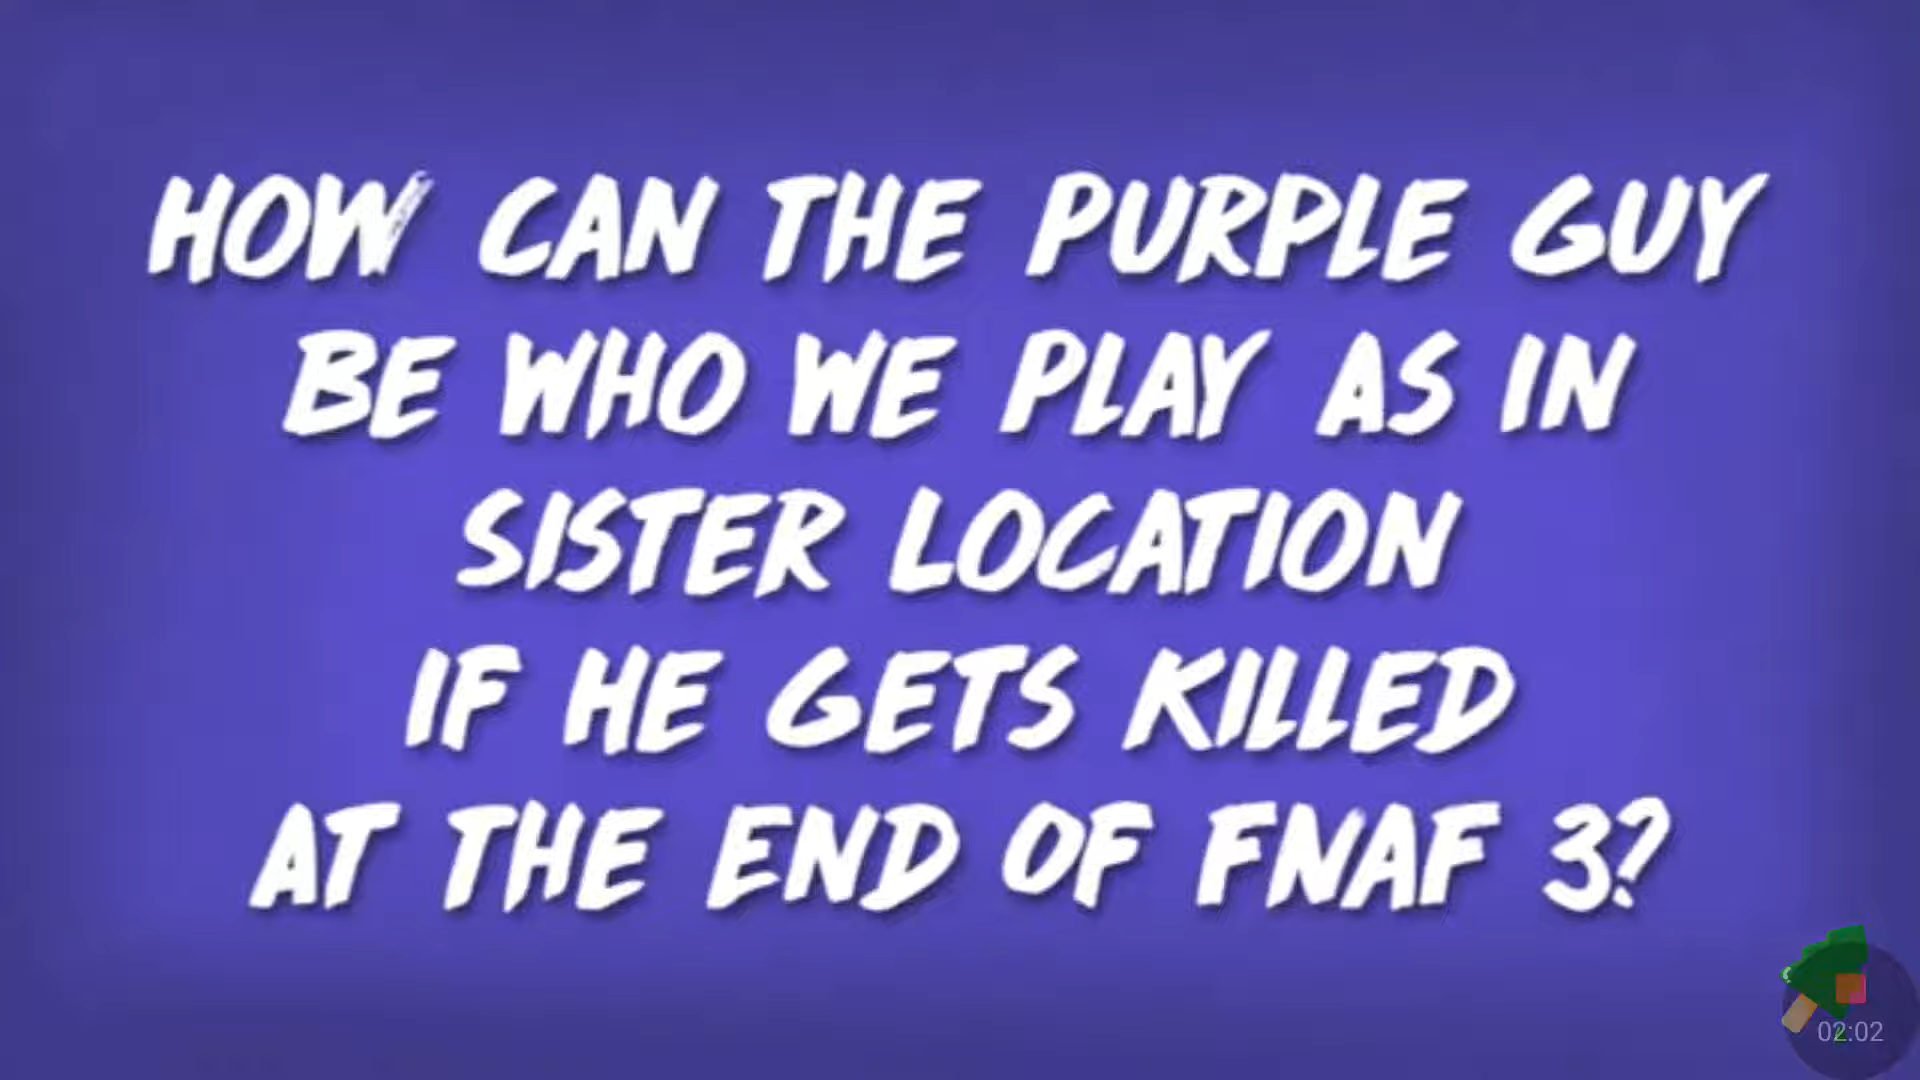 HOW CAN THE PURPLE GUY
BE WHO WE PLAY AS IN
SISTER LOCATION
IF HE GETS KILLED
AT THE END OF FNAF 3?
02:02